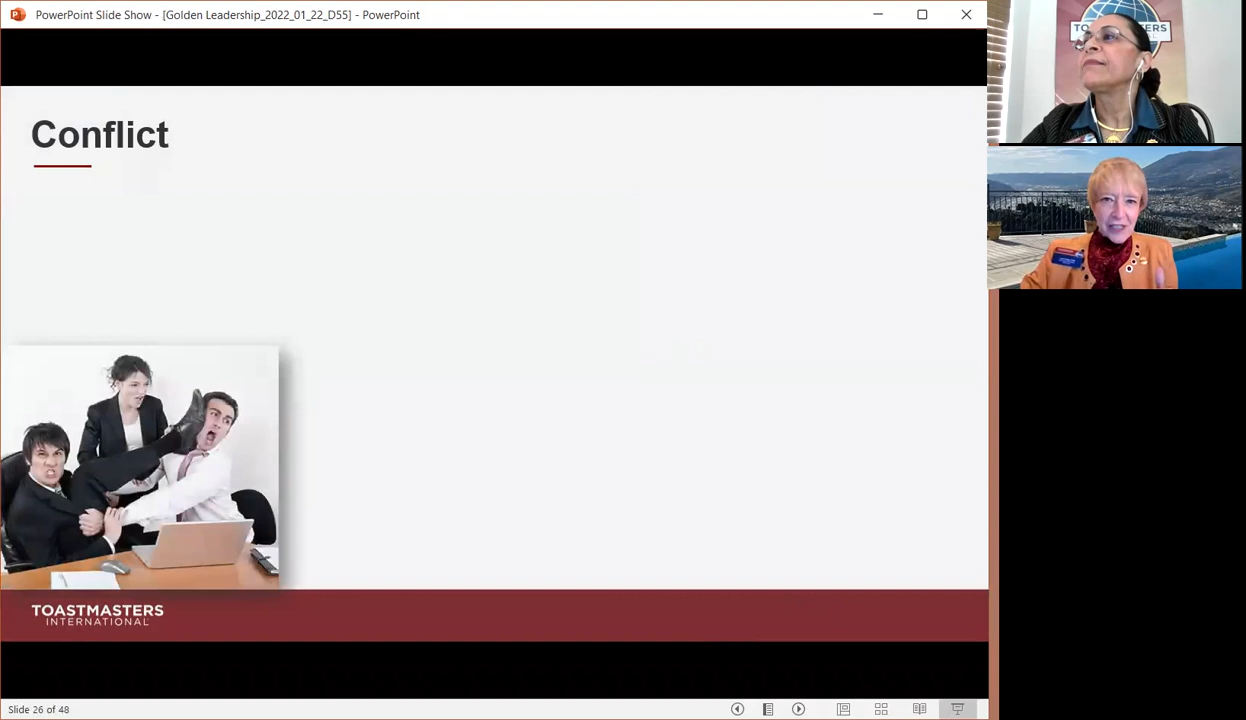 PowerPoint Slide Show - [Golden Leadership_2022_01_22_D55] - PowerPoint
Conflict
TOASTMASTERS
INTERNATIONAL
Slide 26 of 48